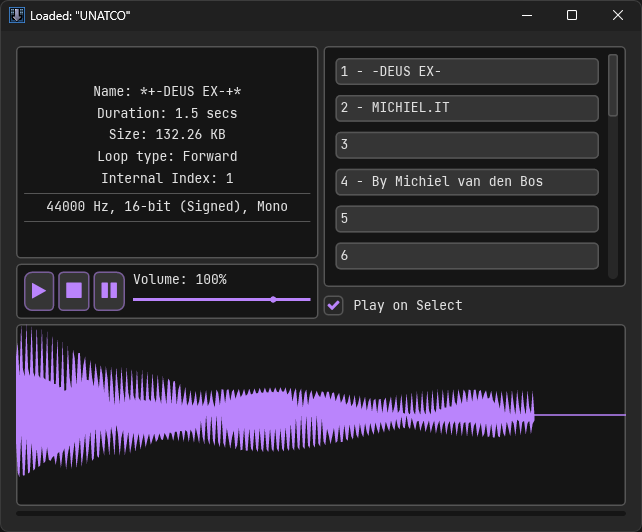 Loaded: "UNATCO"
Name: *+-DEUS EX-+*
Duration: 1.5 secs
Size: 132.26 KB
Loop type: Forward
Internal Index: 1
44000 Hz, 16-bit (Signed), Mono
Volume: 100%
1 - -DEUS EX-
2 - MICHIEL.IT
3
4 - By Michiel van den Bos
5
6
Play on Select